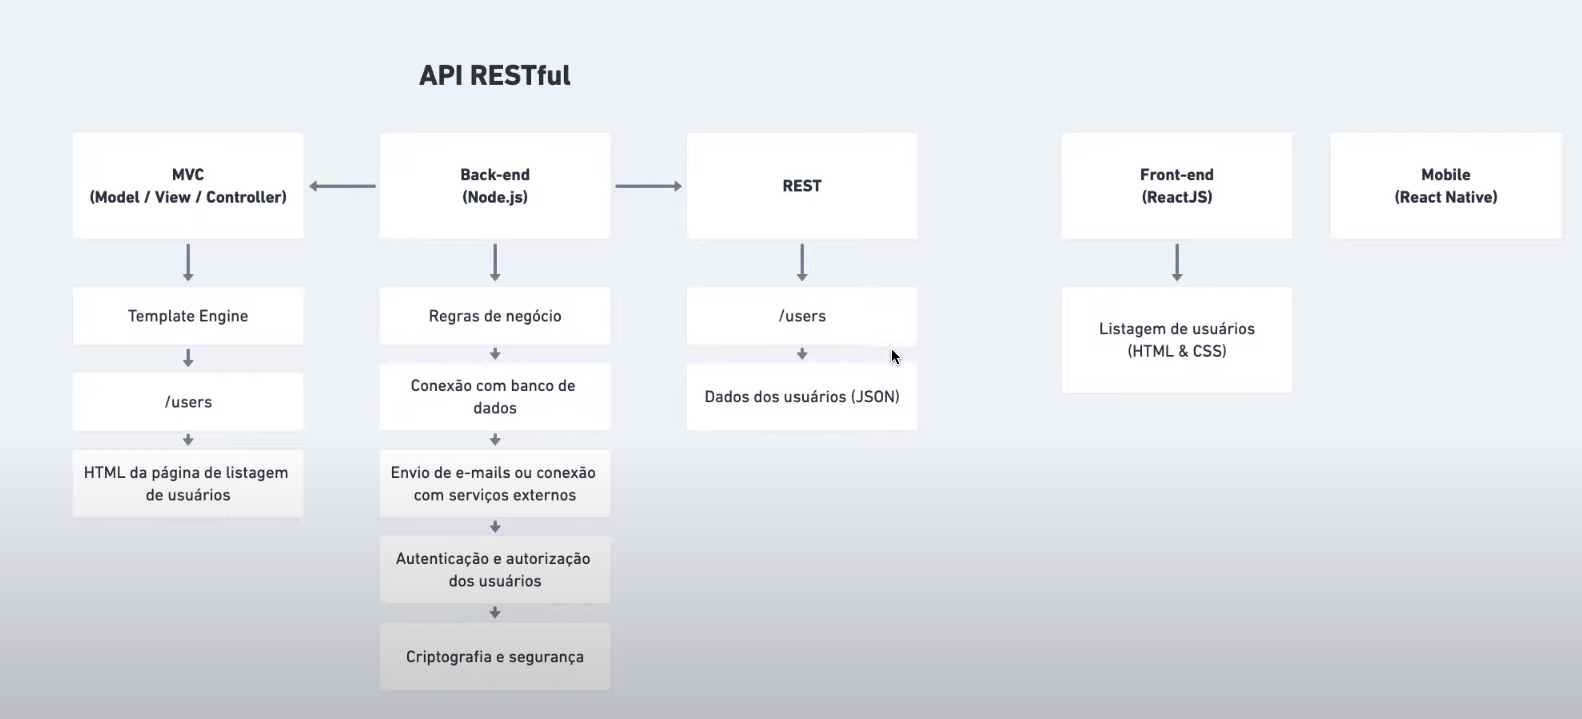 API RESTful
MVC
(Model / View / Controller)
Template Engine
/users
HTML da página de listagem
de usuários
Back-end
(Node.js)
Regras de negócio
Conexão com banco de
dados
Envio de e-mails ou conexão
com serviços externos
Autenticação e autorização
dos usuários
Criptografia e segurança
REST
/users
Dados dos usuários (JSON)
Front-end
(ReactJS)
Listagem de usuários
(HTML & CSS)
Mobile
(React Native)